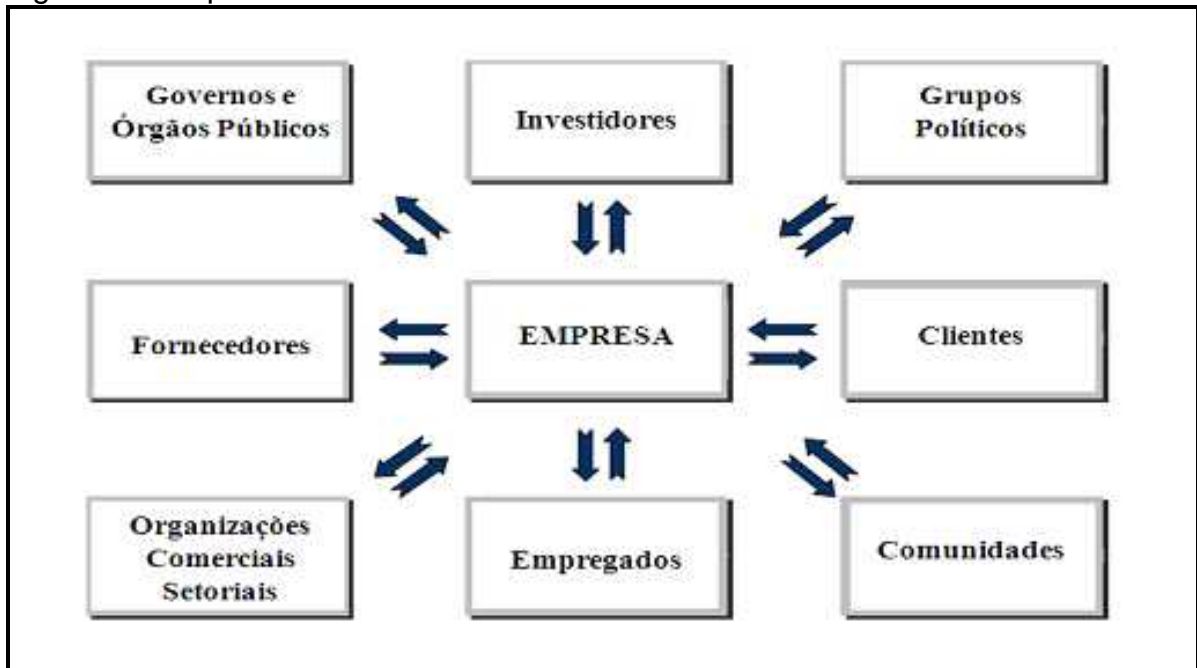 Governos e
Órgãos Públicos
Investidores
Grupos
Políticos
Fornecedores
EMPRESA
Clientes
Organizações
Comerciais
Setoriais
Empregados
Comunidades